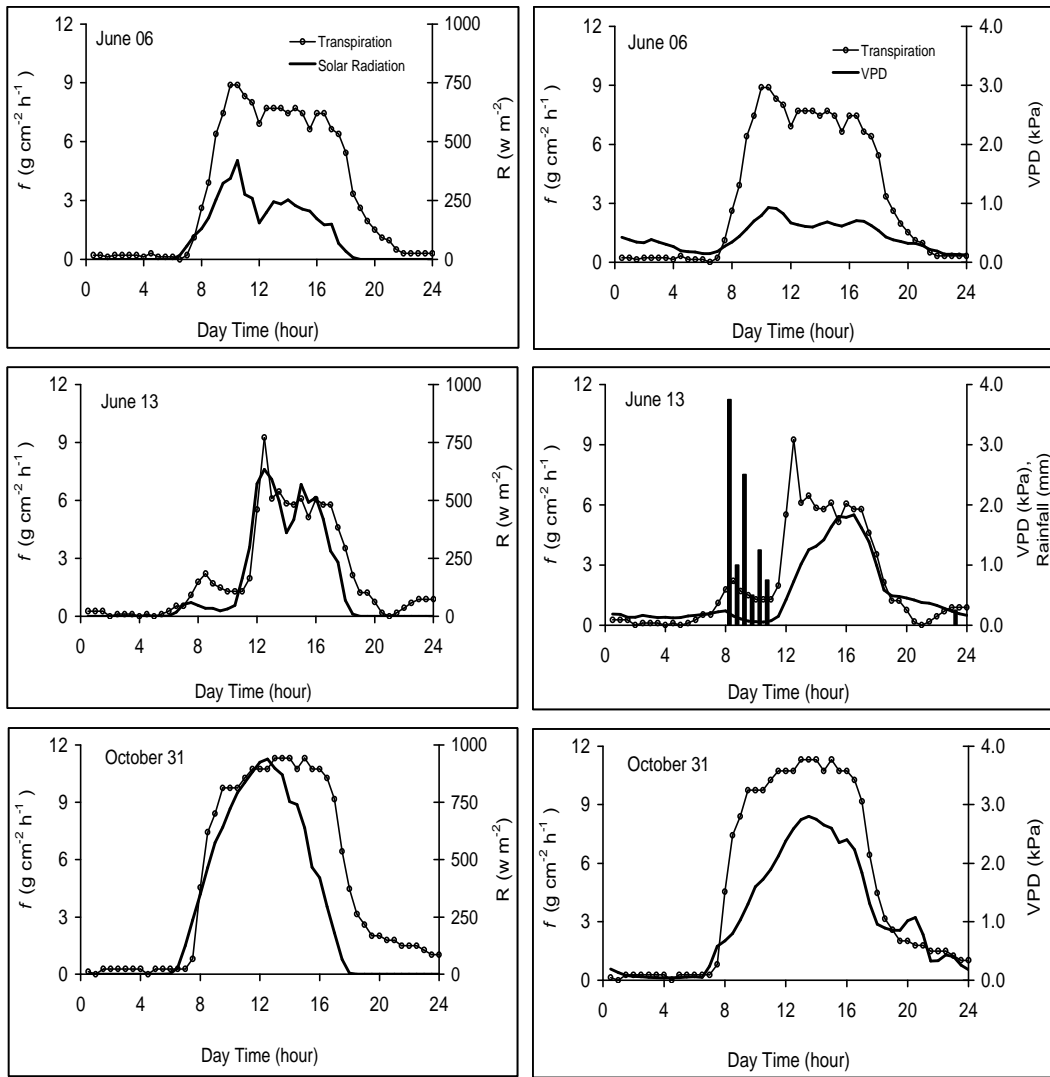 12
1000
June 06
Transpiration
Solar Radiation
9
750
6
500
3
250
0
0
f (g cm-2 h-1)
R (w m-2)
0 4 8 12 16 20 24
Day Time (hour)
12
4.0
June 06
Transpiration
VPD
9
3.0
6
2.0
3
1.0
0
0.0
f (g cm-2 h-1)
VPD (kPa)
0 4 8 12 16 20 24
Day Time (hour)
12
1000
June 13
9
750
6
500
3
250
0
0
f (g cm-2 h-1)
R (w m-2)
0 4 8 12 16 20 24
Day Time (hour)
12
4.0
June 13
9
3.0
6
2.0
3
1.0
0
0.0
f (g cm-2 h-1)
VPD (kPa),
Rainfall (mm)
0 4 8 12 16 20 24
Day Time (hour)
12
1000
October 31
9
750
6
500
3
250
0
0
f (g cm-2 h-1)
R (w m-2)
0 4 8 12 16 20 24
Day Time (hour)
12
4.0
October 31
9
3.0
6
2.0
3
1.0
0
0.0
f (g cm-2 h-1)
VPD (kPa)
0 4 8 12 16 20 24
Day Time (hour)